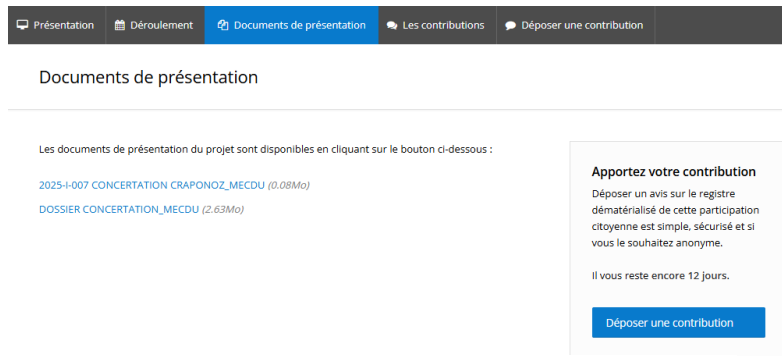 Présentation
Déroulement
Documents de présentation
Les contributions
Déposer une contribution
Documents de présentation
Les documents de présentation du projet sont disponibles en cliquant sur le bouton ci-dessous :
2025-I-007 CONCERTATION CRAPONOZ_MECDU (0.08Mo)
DOSSIER CONCERTATION_MECDU (2.63Mo)
Apportez votre contribution
Déposer un avis sur le registre
dématérialisé de cette participation
citoyenne est simple, sécurisé et si
vous le souhaitez anonyme.
Il vous reste encore 12 jours.
Déposer une contribution